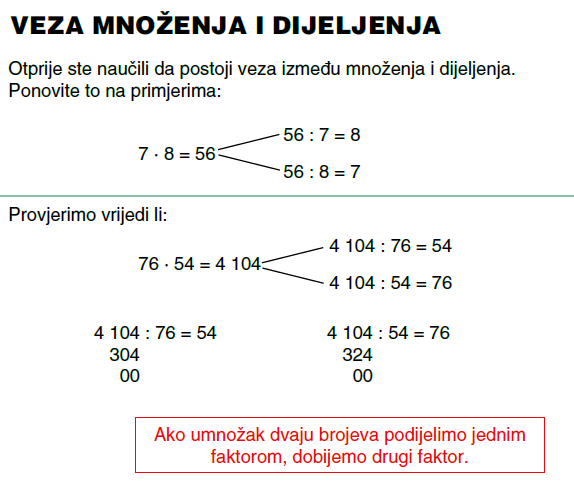 VEZA MNOŽENJA I DIJELJENJA
Otprije ste naučili da postoji veza između množenja i dijeljenja.
Ponovite to na primjerima:
56 : 7 = 8
7 · 8 = 56
56 : 8 = 7
Provjerimo vrijedi li:
4 104 : 76 = 54
76 · 54 = 4 104
4 104 : 54 = 76
4 104 : 76 = 54
304
00
4 104 : 54 = 76
324
00
Ako umnožak dvaju brojeva podijelimo jednim
faktorom, dobijemo drugi faktor.